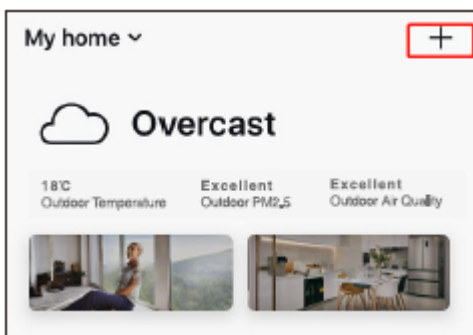 My home
Overcast
18°C Excellent Excellent
Outdoor Temperature Outdoor PM2.5 Outdoor Air Quality